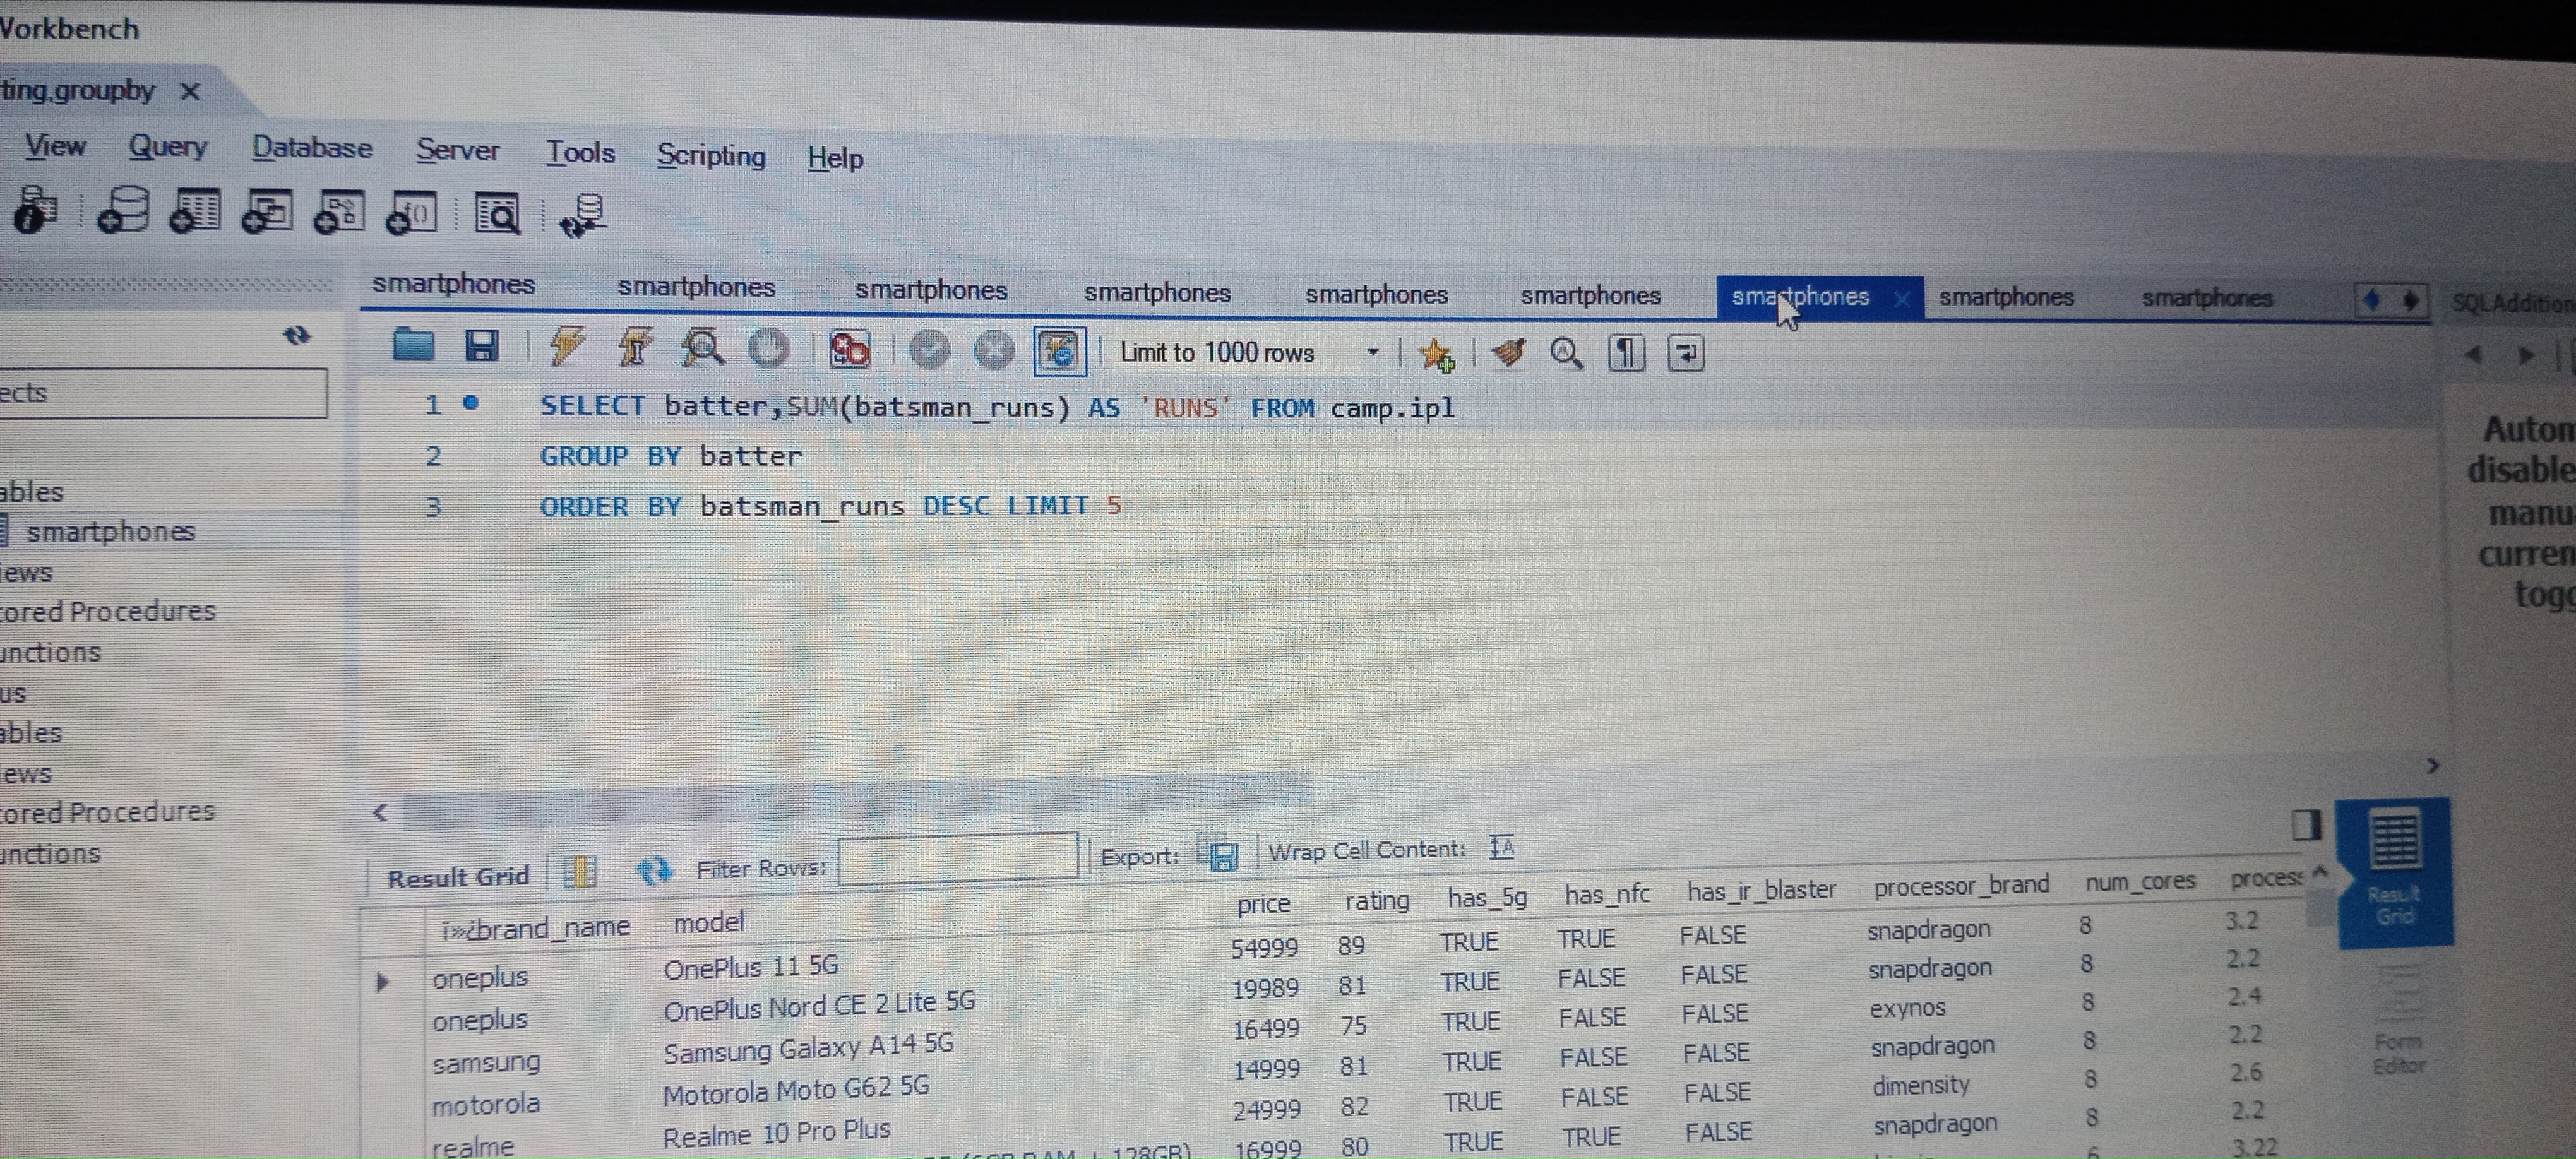 Workbench
ting,groupby
View Query Database Server Tools Scripting Help
smartphones smartphones smartphones smartphones smartphones smartphones smartphones smartphones smartphones SQLAddition
Limit to 1000 rows
ects
1 SELECT batter,SUM(batsman_runs) AS 'RUNS' FROM camp.ipl
2 GROUP BY batter
3 ORDER BY batsman_runs DESC LIMIT 5
Autom
disable
manu
curren
togg
ables
smartphones
iews
tored Procedures
unctions
us
ables
iews
tored Procedures
unctions
Result Grid Filter Rows: Export: Wrap Cell Content:
ï»¿brand_name model price rating has_5g has_nfc has_ir_blaster processor_brand num_cores process
oneplus OnePlus 11 5G 54999 89 TRUE TRUE FALSE snapdragon 8 3.2
oneplus OnePlus Nord CE 2 Lite 5G 19989 81 TRUE FALSE FALSE snapdragon 8 2.2
samsung Samsung Galaxy A14 5G 16499 75 TRUE FALSE FALSE exynos 8 2.4
motorola Motorola Moto G62 5G 14999 81 TRUE FALSE FALSE snapdragon 8 2.2
realme Realme 10 Pro Plus 24999 82 TRUE FALSE FALSE dimensity 8 2.6
128GB) 16999 80 TRUE TRUE FALSE snapdragon 8 2.2
6 3.22
Result
Grid
Form
Editor